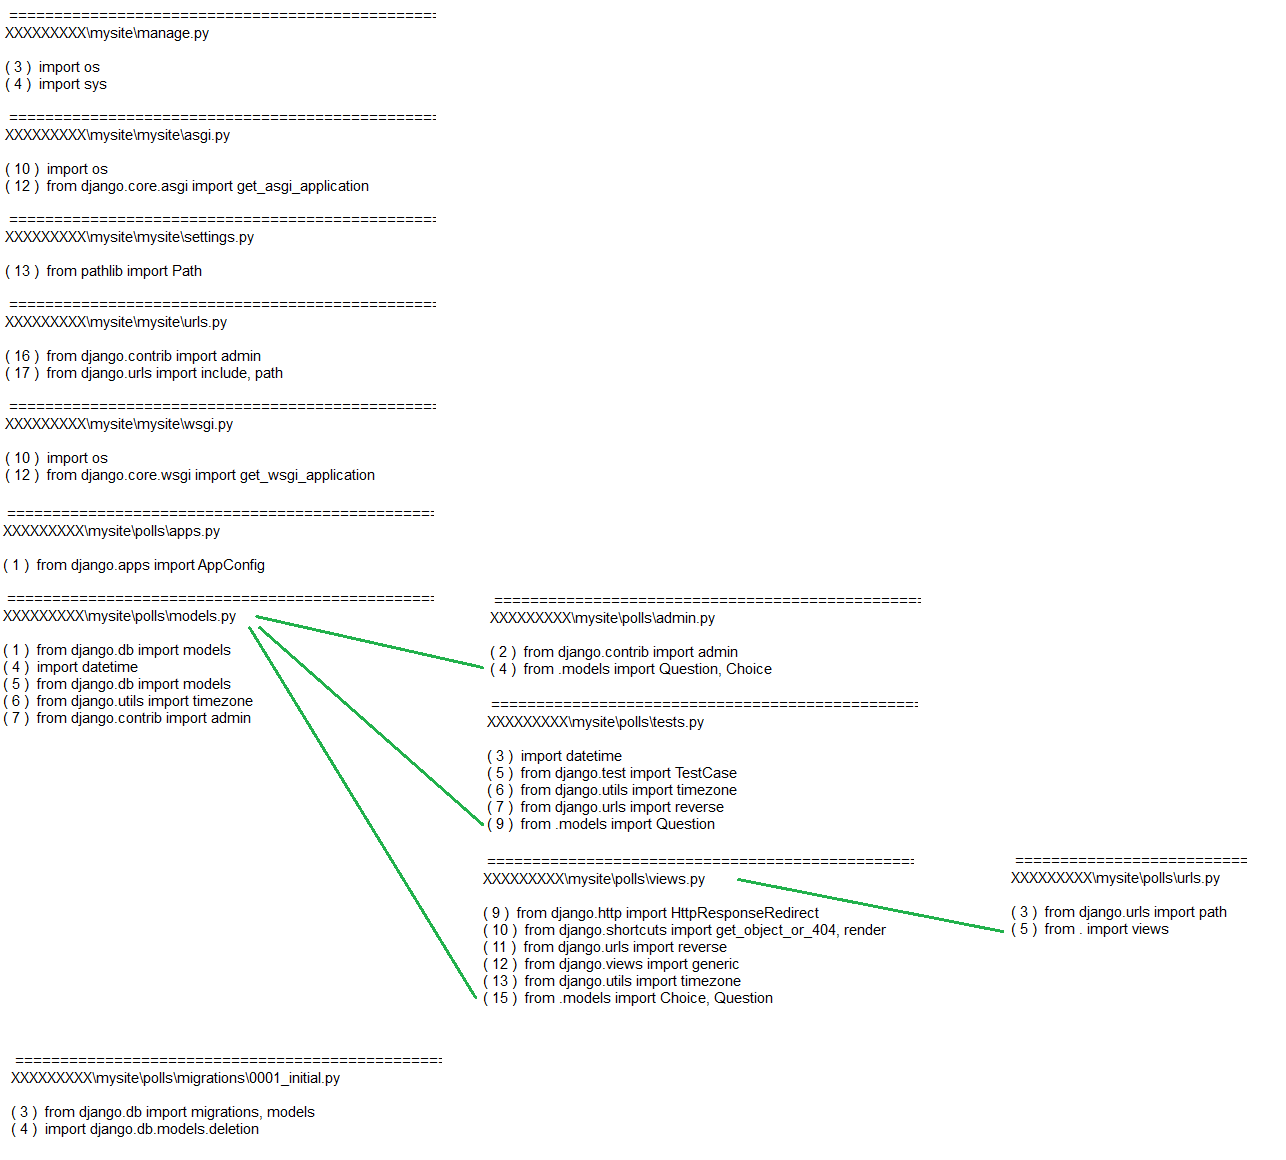 ================================================
XXXXXXXXX\mysite\manage.py
( 3 )  import os
( 4 )  import sys
================================================
XXXXXXXXX\mysite\mysite\asgi.py
( 10 )  import os
( 12 )  from django.core.asgi import get_asgi_application
================================================
XXXXXXXXX\mysite\mysite\settings.py
( 13 )  from pathlib import Path
================================================
XXXXXXXXX\mysite\mysite\urls.py
( 16 )  from django.contrib import admin
( 17 )  from django.urls import include, path
================================================
XXXXXXXXX\mysite\mysite\wsgi.py
( 10 )  import os
( 12 )  from django.core.wsgi import get_wsgi_application
================================================
XXXXXXXXX\mysite\polls\apps.py
( 1 )  from django.apps import AppConfig
================================================
XXXXXXXXX\mysite\polls\models.py
( 1 )  from django.db import models
( 4 )  import datetime
( 5 )  from django.db import models
( 6 )  from django.utils import timezone
( 7 )  from django.contrib import admin
================================================
XXXXXXXXX\mysite\polls\admin.py
( 2 )  from django.contrib import admin
( 4 )  from .models import Question, Choice
================================================
XXXXXXXXX\mysite\polls\tests.py
( 3 )  import datetime
( 5 )  from django.test import TestCase
( 6 )  from django.utils import timezone
( 7 )  from django.urls import reverse
( 9 )  from .models import Question
================================================
XXXXXXXXX\mysite\polls\views.py
( 9 )  from django.http import HttpResponseRedirect
( 10 )  from django.shortcuts import get_object_or_404, render
( 11 )  from django.urls import reverse
( 12 )  from django.views import generic
( 13 )  from django.utils import timezone
( 15 )  from .models import Choice, Question
==========================
XXXXXXXXX\mysite\polls\urls.py
( 3 )  from django.urls import path
( 5 )  from . import views
================================================
XXXXXXXXX\mysite\polls\migrations\0001_initial.py
( 3 )  from django.db import migrations, models
( 4 )  import django.db.models.deletion